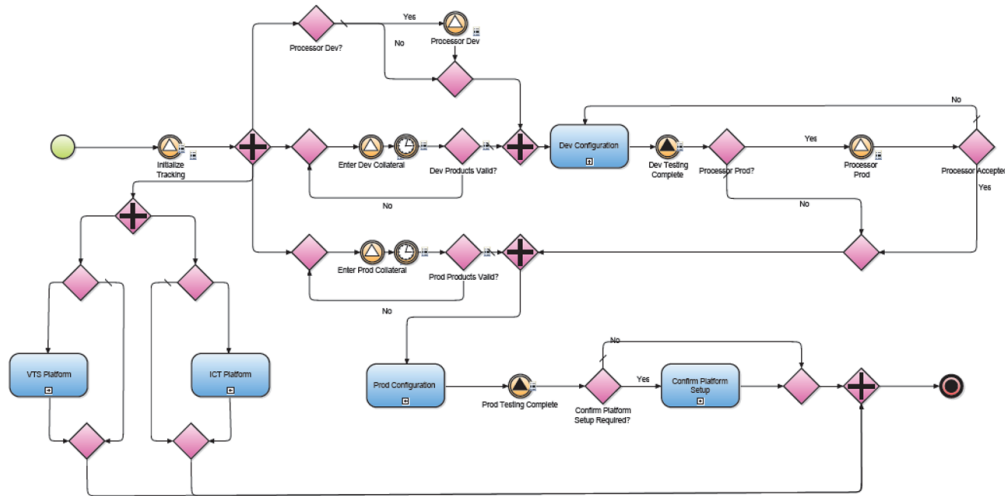 Yes
Processor Dev?
No
Processor Dev
No
Initialize
Tracking
Enter Dev Collateral
Dev Products Valid?
Dev Configuration
Dev Testing
Complete
Processor Prod?
Yes
Processor
Prod
Processor Accepted
No
No
Yes
Enter Prod Collateral
Prod Products Valid?
No
VTS Platform
ICT Platform
Prod Configuration
Prod Testing Complete
No
Yes
Confirm Platform
Setup Required?
Confirm Platform
Setup